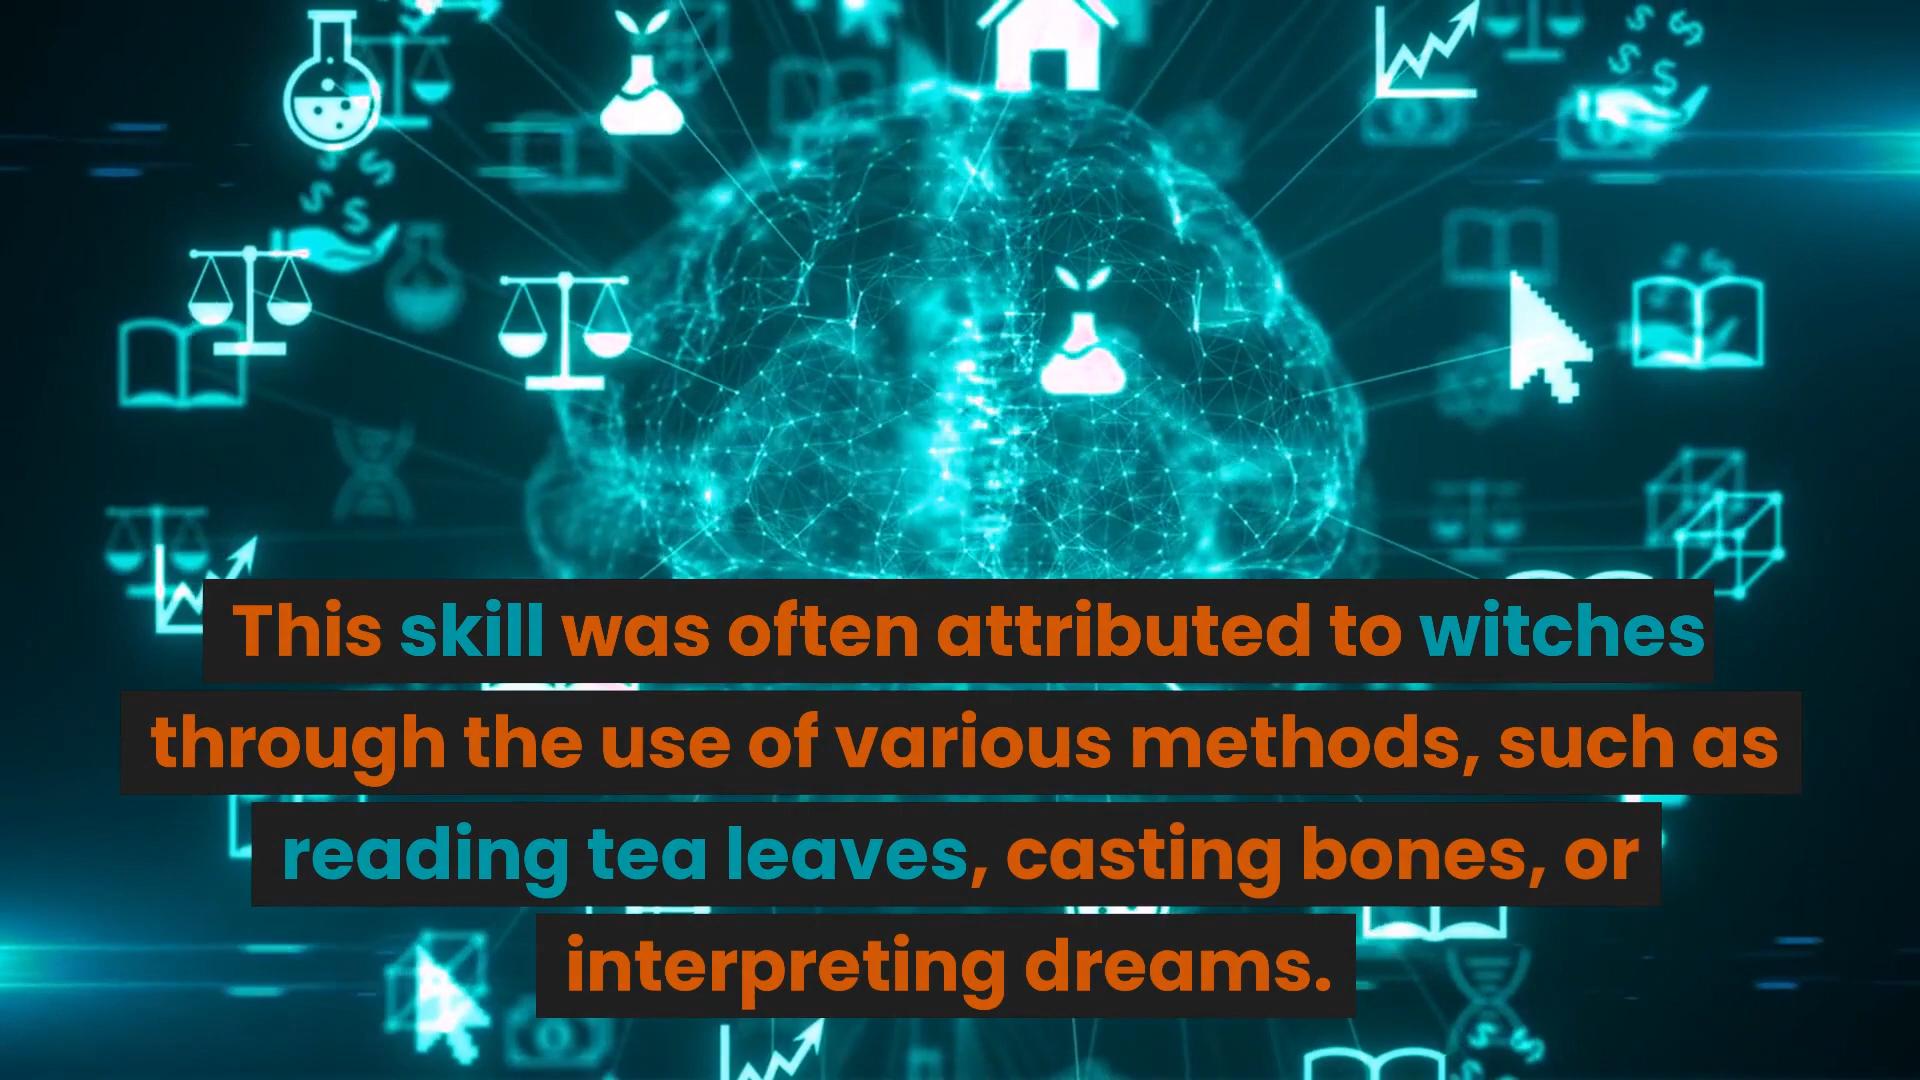 This skill was often attributed to witches
through the use of various methods, such as
reading tea leaves, casting bones, or
interpreting dreams.